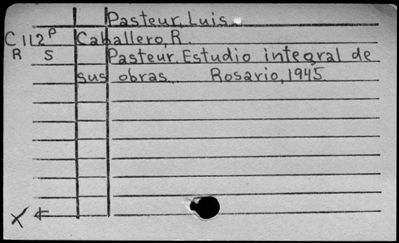 Pasteur, Luis.
C112P Caballero, R.
R S Pasteur. Estudio integral de
sus obras. Rosario, 1945.